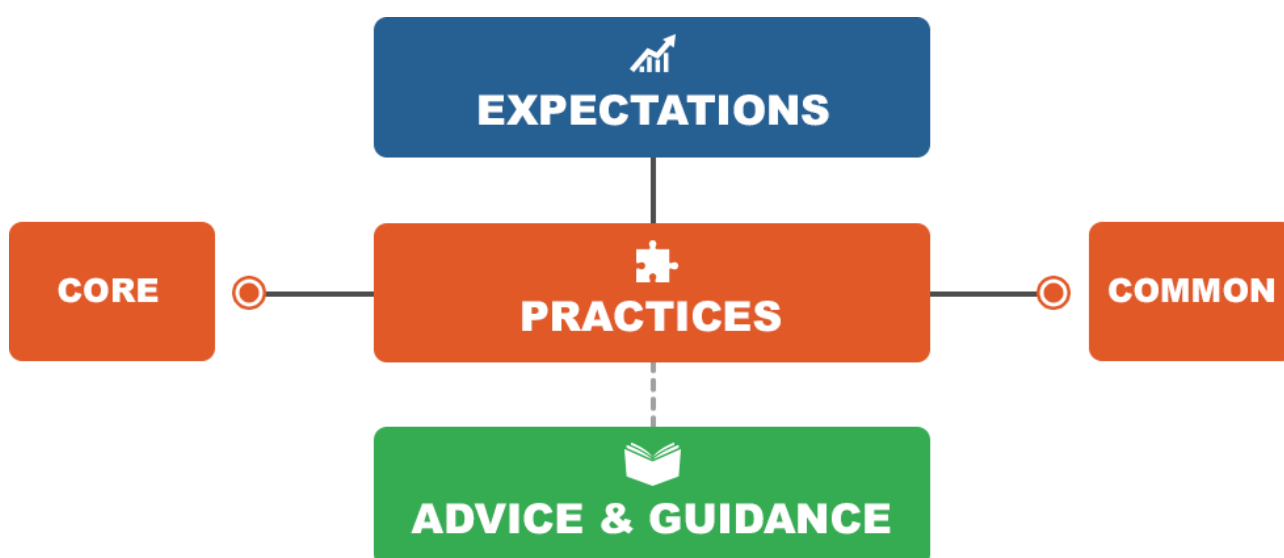 EXPECTATIONS
CORE
PRACTICES
COMMON
ADVICE & GUIDANCE